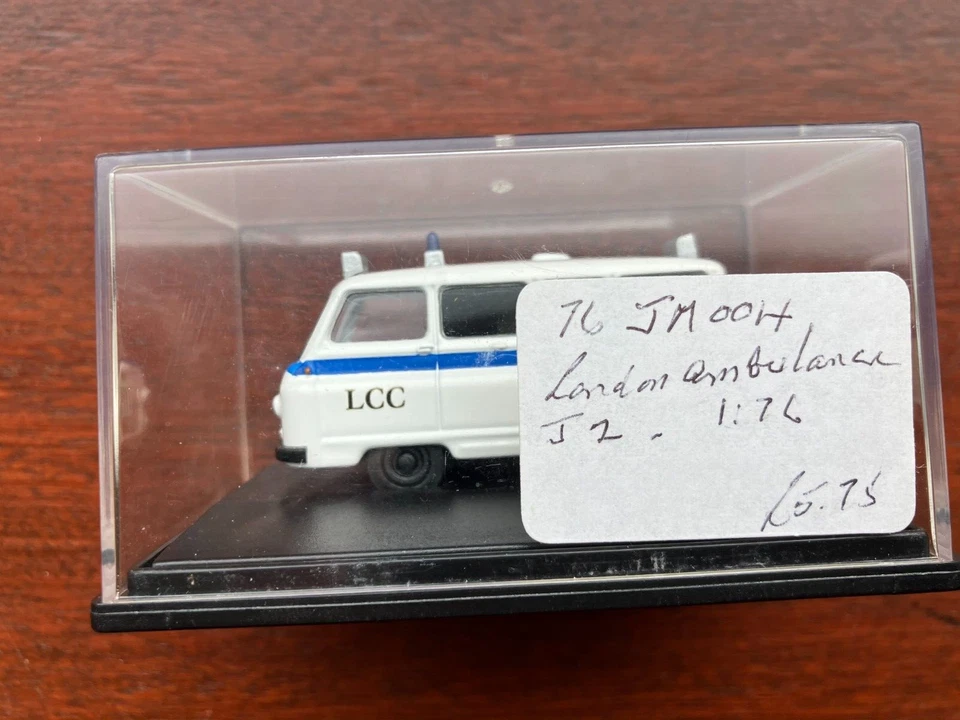 LCC
76 JM004
London ambulance
J2. 1:76
£5.75